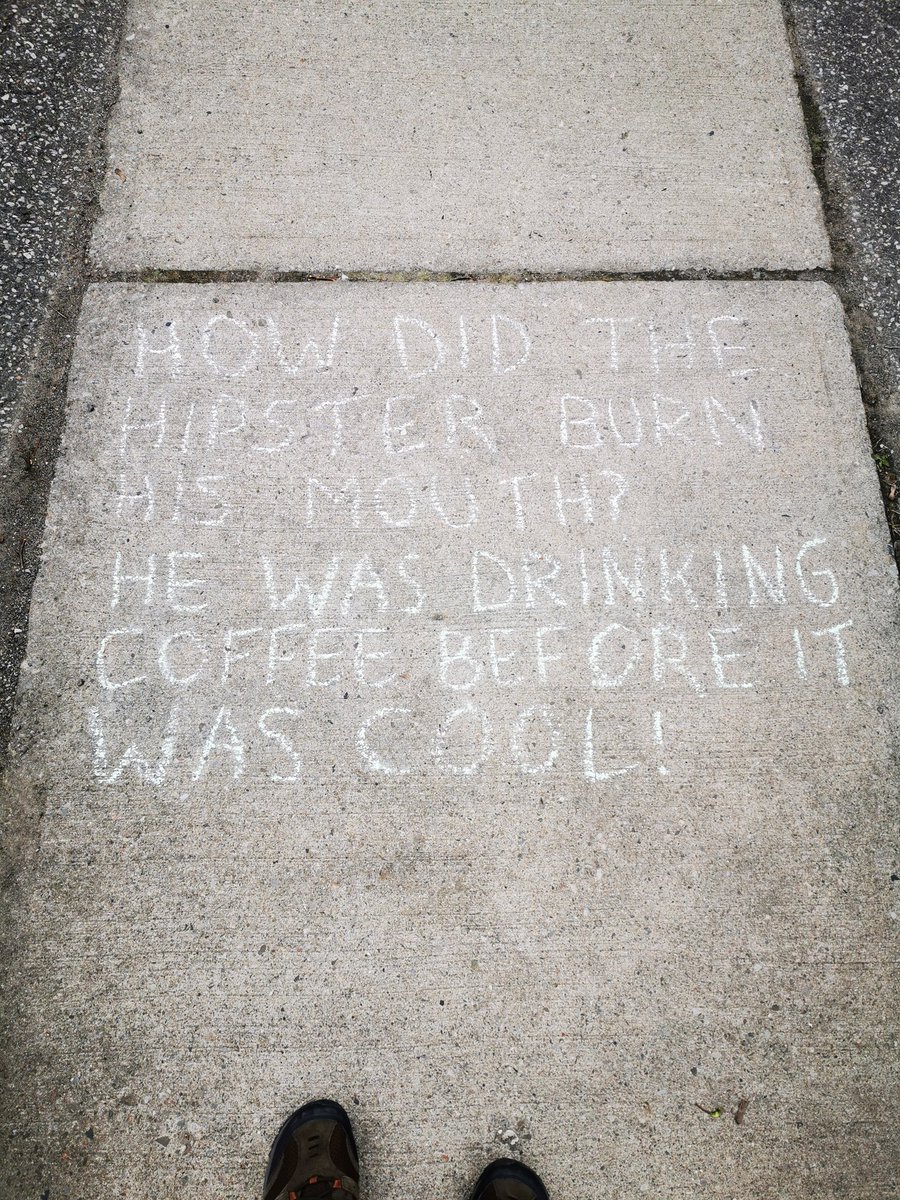 HOW DID THE
HIPSTER BURN
HIS MOUTH?
HE WAS DRINKING
COFFEE BEFORE IT
WAS COOL!